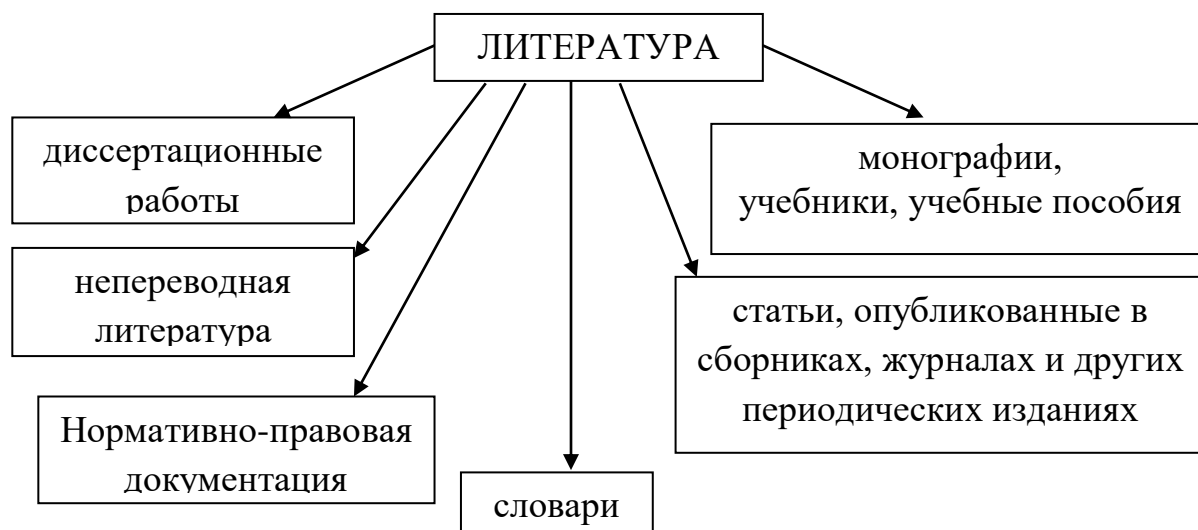 ЛИТЕРАТУРА
диссертационные
работы
монографии,
учебники, учебные пособия
непереводная
литература
статьи, опубликованные в
сборниках, журналах и других
периодических изданиях
Нормативно-правовая
документация
словари